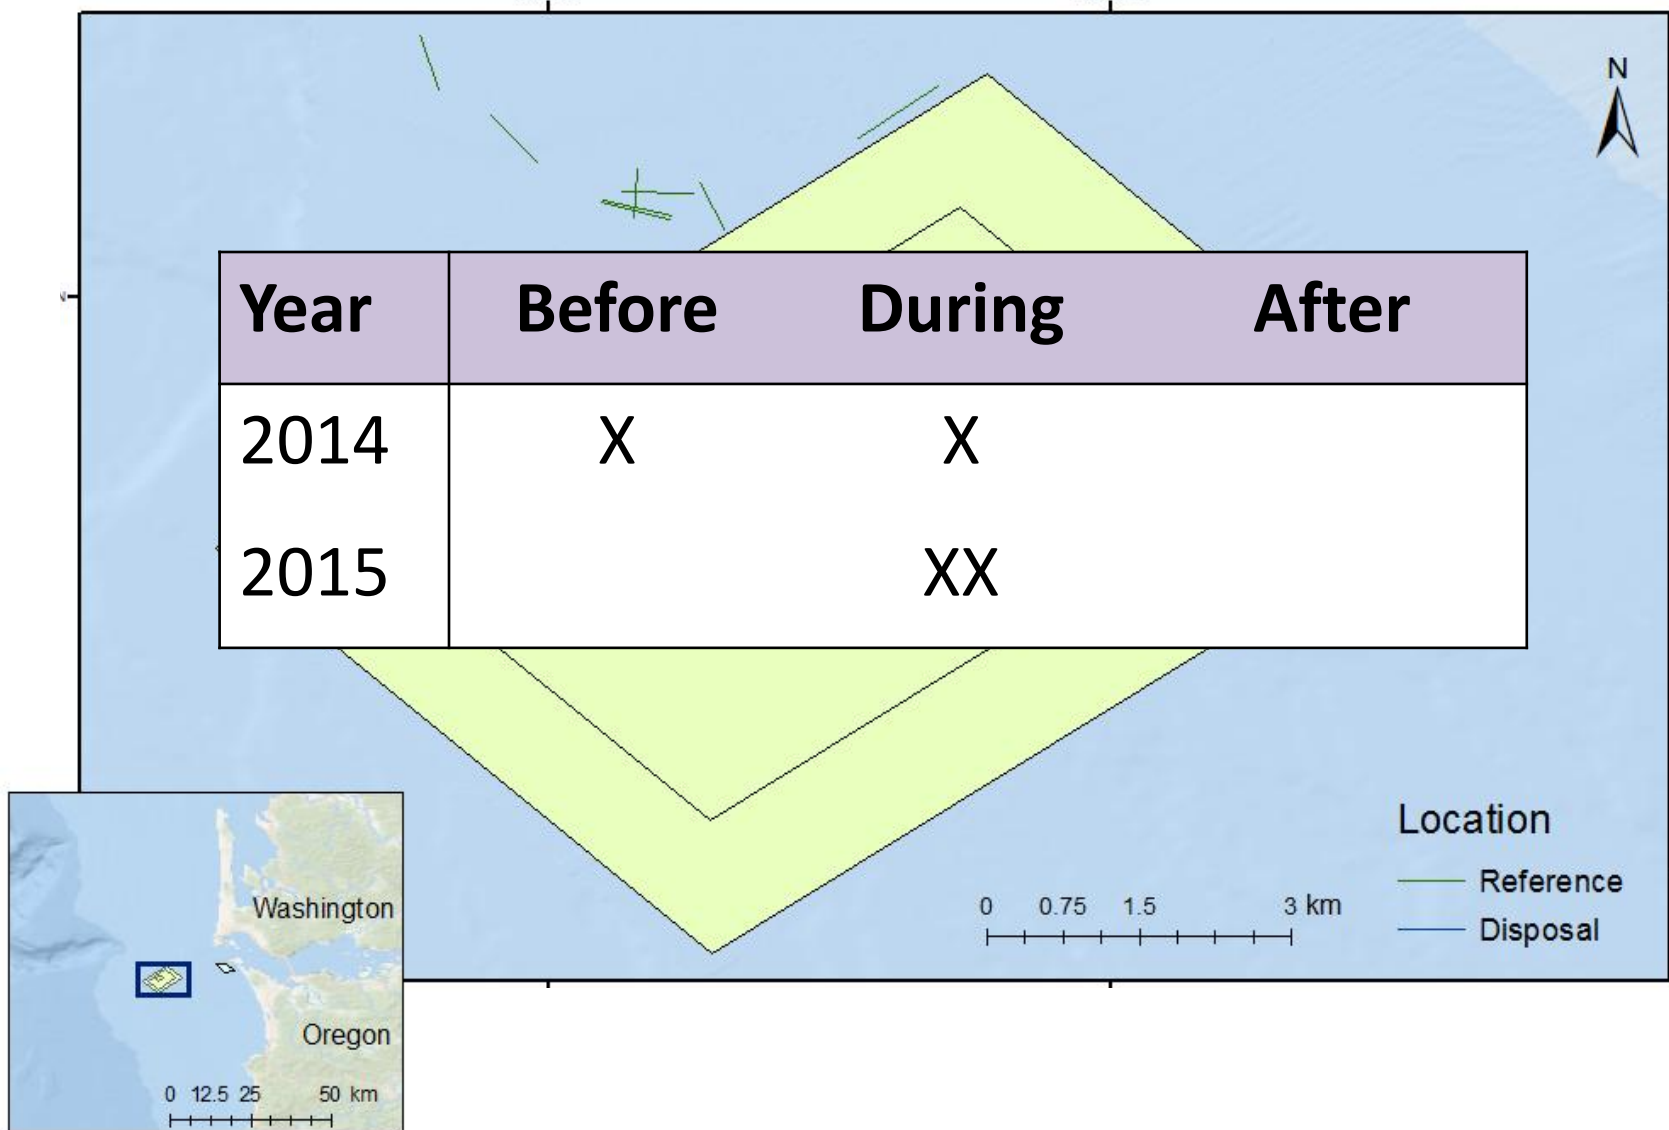 N
Year Before During After
2014 X X
2015 XX
Location
Reference
Disposal
0 0.75 1.5 3 km
Washington
Oregon
0 12.5 25 50 km